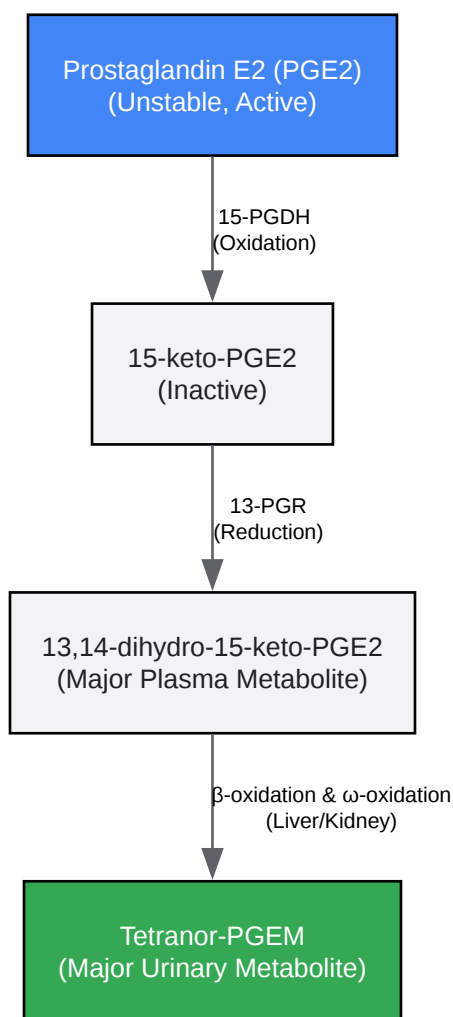 Prostaglandin E2 (PGE2)
(Unstable, Active)
15-PGDH
(Oxidation)
15-keto-PGE2
(Inactive)
13-PGR
(Reduction)
13,14-dihydro-15-keto-PGE2
(Major Plasma Metabolite)
β-oxidation & ω-oxidation
(Liver/Kidney)
Tetranor-PGEM
(Major Urinary Metabolite)